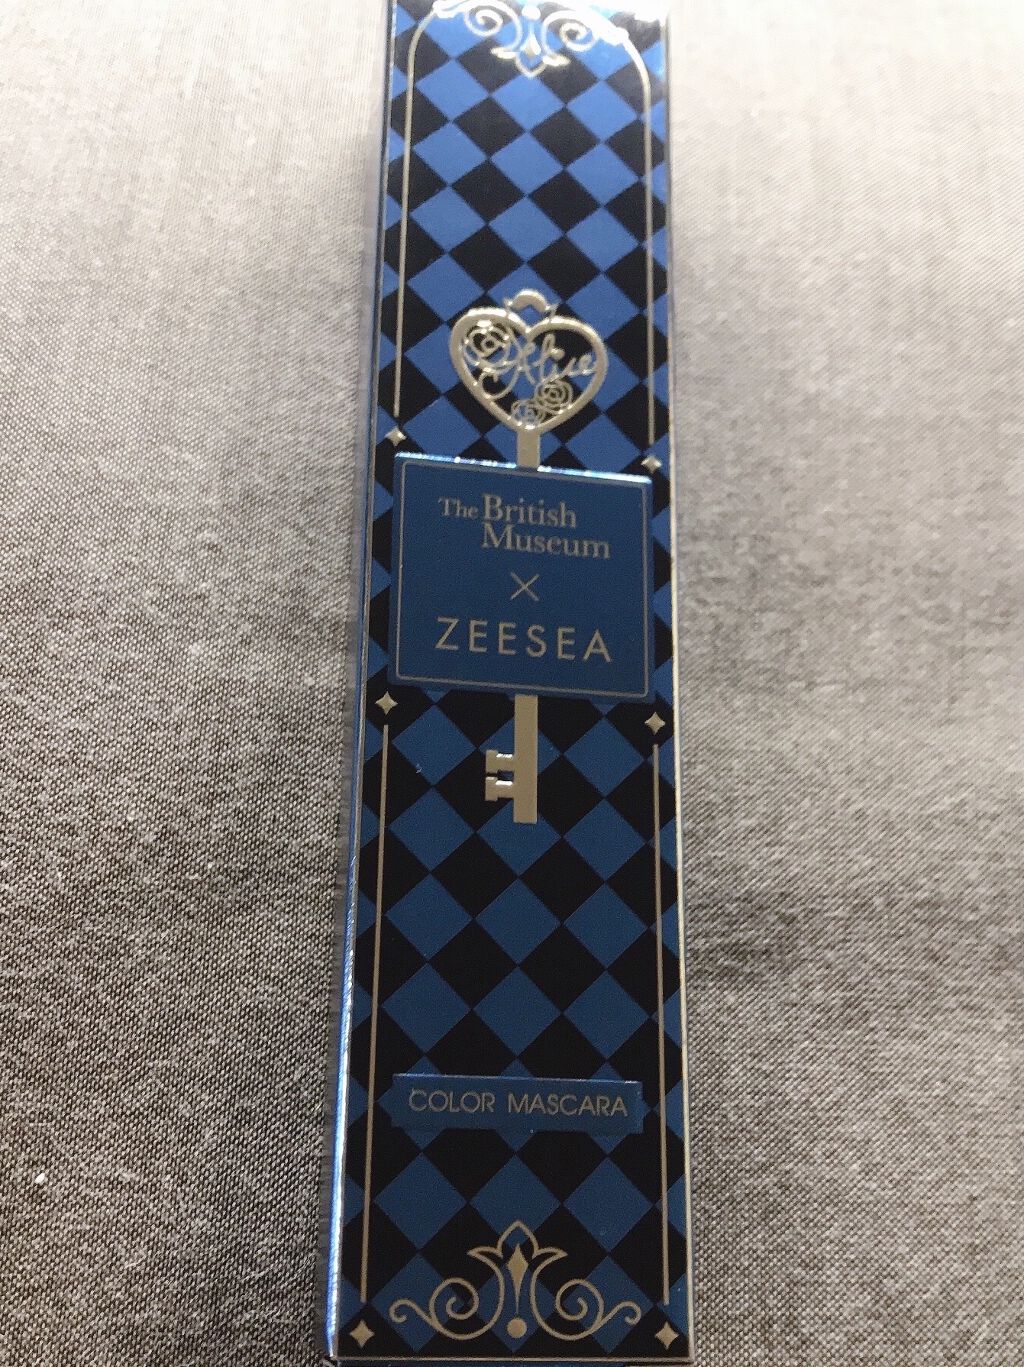 Alice
The British
Museum
×
ZEESEA
COLOR MASCARA